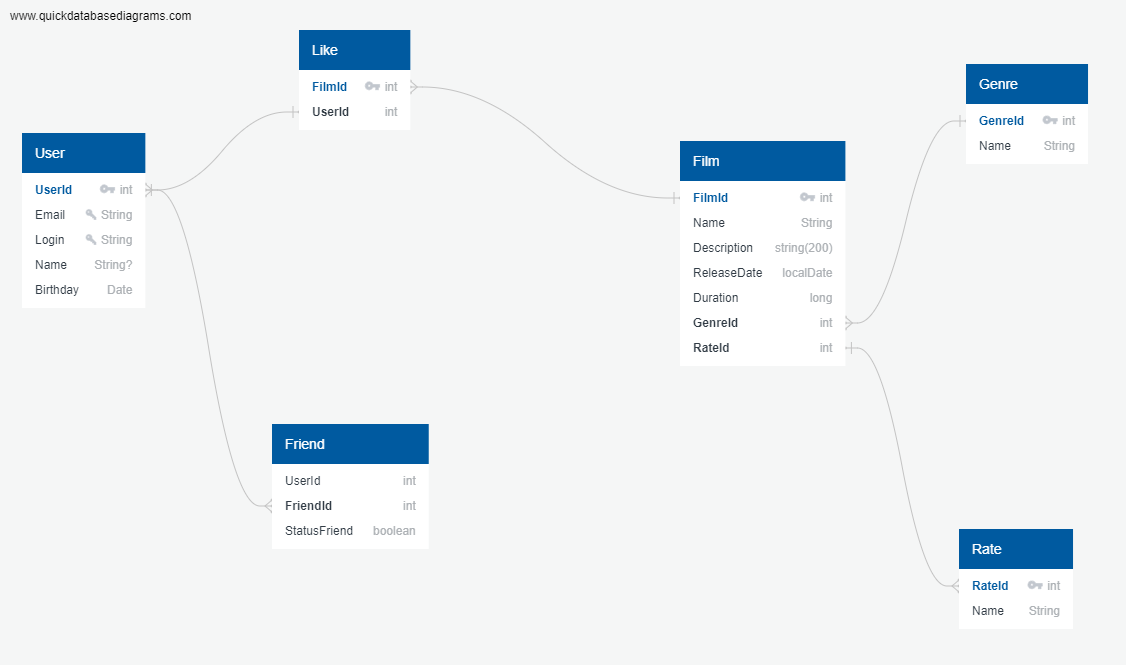 www.quickdatabasediagrams.com
Like
FilmId int
UserId int
User
UserId int
Email String
Login String
Name String?
Birthday Date
Film
FilmId int
Name String
Description string(200)
ReleaseDate localDate
Duration long
GenreId int
RateId int
Genre
GenreId int
Name String
Friend
UserId int
FriendId int
StatusFriend boolean
Rate
RateId int
Name String